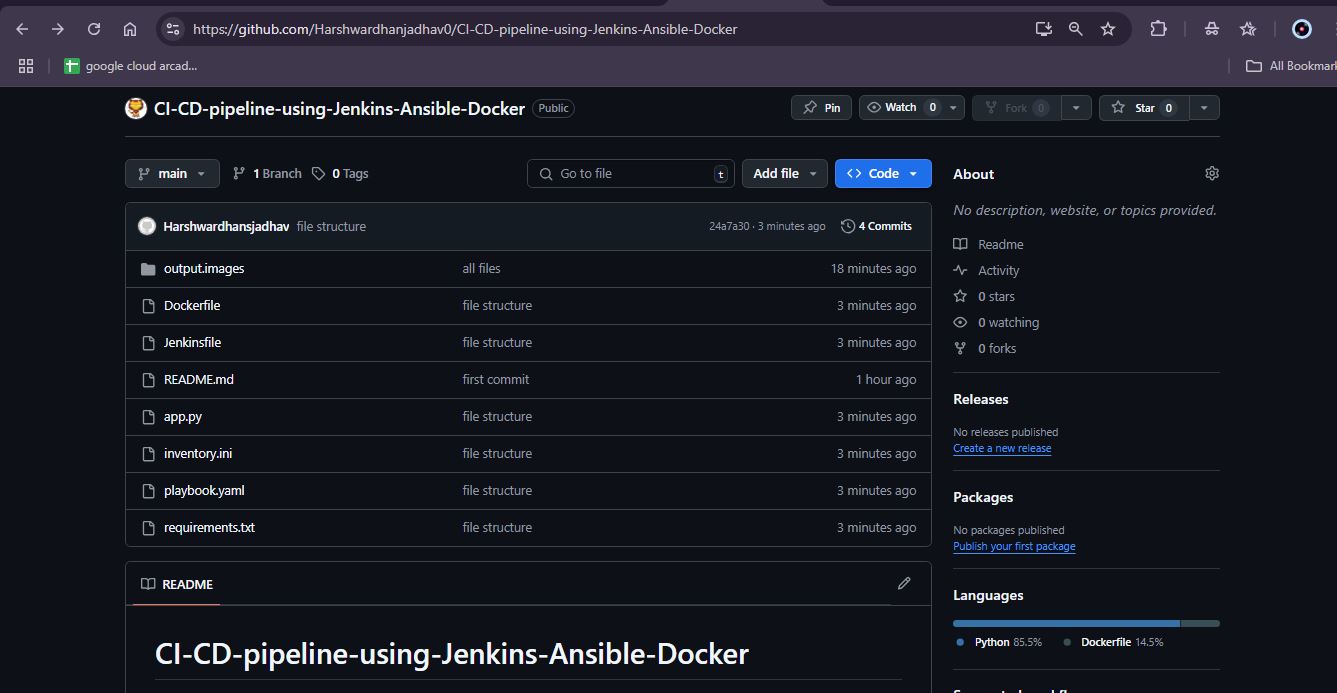 https://github.com/Harshwardhanjadhav0/CI-CD-pipeline-using-Jenkins-Ansible-Docker
google cloud arcad...
All Bookmar
CI-CD-pipeline-using-Jenkins-Ansible-Docker Public Pin Watch 0 Fork 0 Star 0
main 1 Branch 0 Tags Go to file t Add file Code
Harshwardhansjadhav file structure 24a7a30 · 3 minutes ago 4 Commits
output.images all files 18 minutes ago
Dockerfile file structure 3 minutes ago
Jenkinsfile file structure 3 minutes ago
README.md first commit 1 hour ago
app.py file structure 3 minutes ago
inventory.ini file structure 3 minutes ago
playbook.yaml file structure 3 minutes ago
requirements.txt file structure 3 minutes ago
README
CI-CD-pipeline-using-Jenkins-Ansible-Docker
About
No description, website, or topics provided.
Readme
Activity
0 stars
0 watching
0 forks
Releases
No releases published
Create a new release
Packages
No packages published
Publish your first package
Languages
Python 85.5% Dockerfile 14.5%